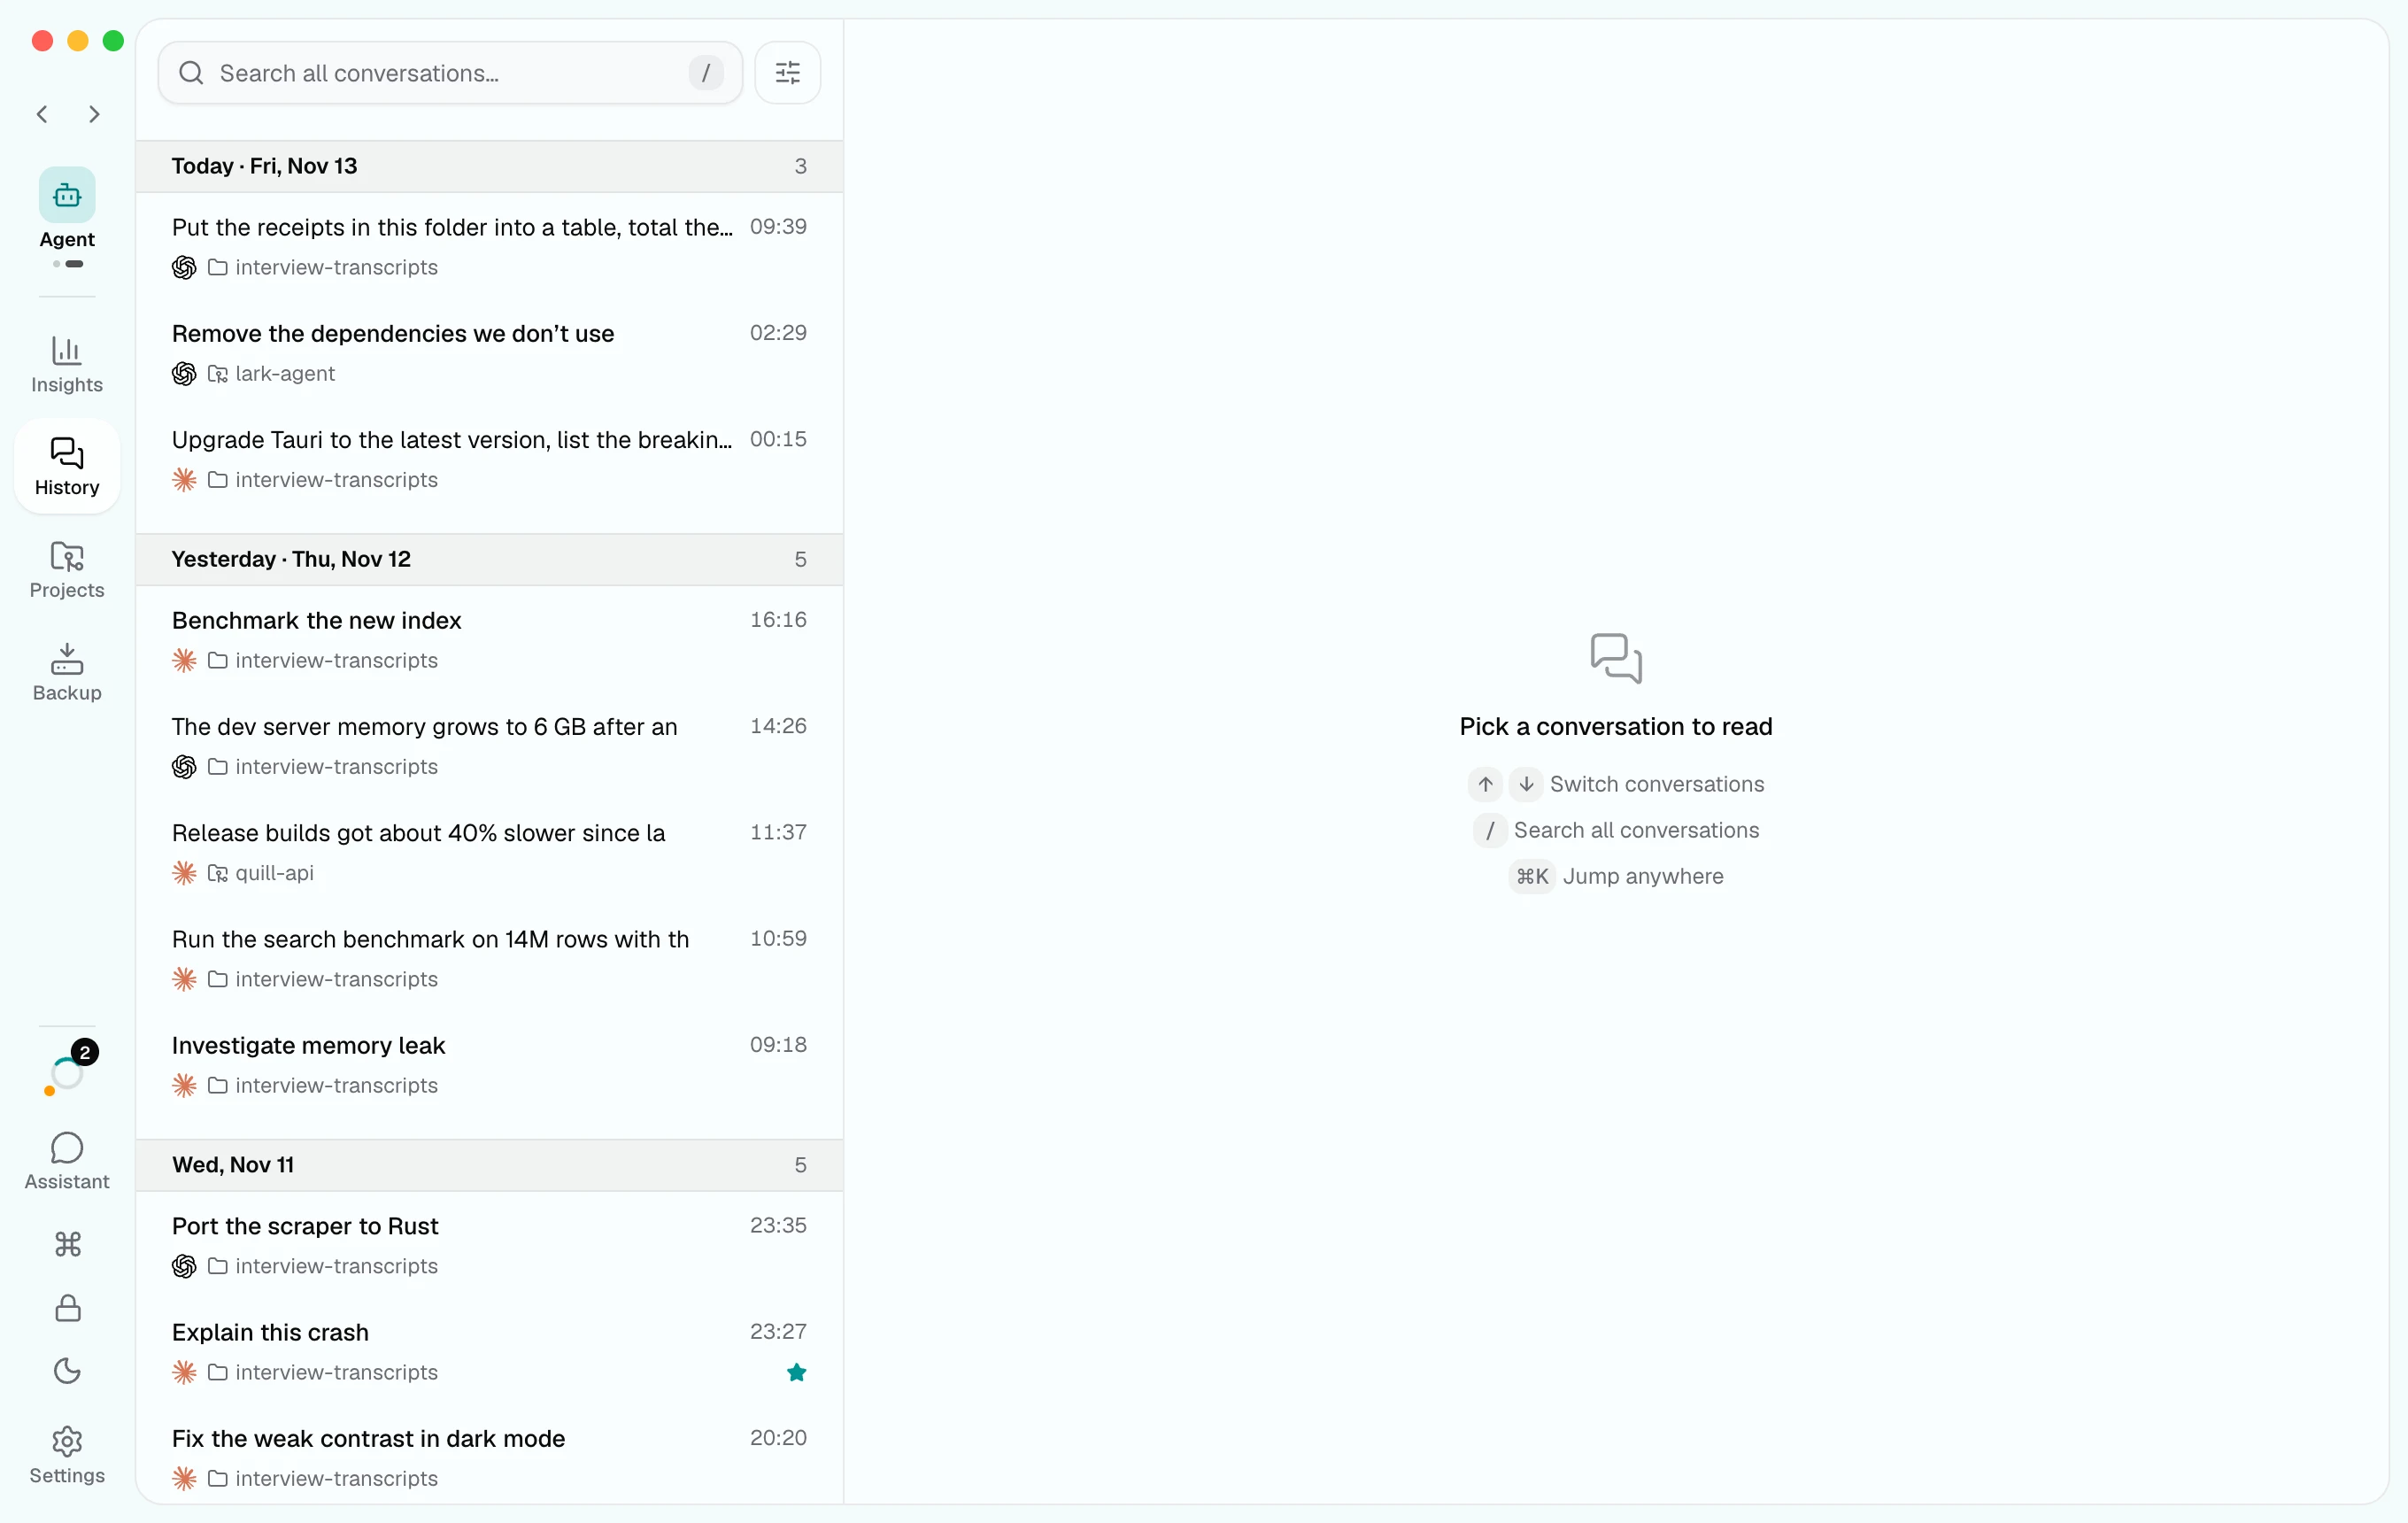 Search all conversations…
/
Agent
Insights
History
Projects
Backup
2
Assistant
Settings
Today · Fri, Nov 13
3
Put the receipts in this folder into a table, total the…
09:39
interview-transcripts
Remove the dependencies we don’t use
02:29
lark-agent
Upgrade Tauri to the latest version, list the breakin…
00:15
interview-transcripts
Yesterday · Thu, Nov 12
5
Benchmark the new index
16:16
interview-transcripts
The dev server memory grows to 6 GB after an
14:26
interview-transcripts
Release builds got about 40% slower since la
11:37
quill-api
Run the search benchmark on 14M rows with th
10:59
interview-transcripts
Investigate memory leak
09:18
interview-transcripts
Wed, Nov 11
5
Port the scraper to Rust
23:35
interview-transcripts
Explain this crash
23:27
interview-transcripts
Fix the weak contrast in dark mode
20:20
interview-transcripts
Pick a conversation to read
↑ ↓ Switch conversations
/ Search all conversations
⌘K Jump anywhere